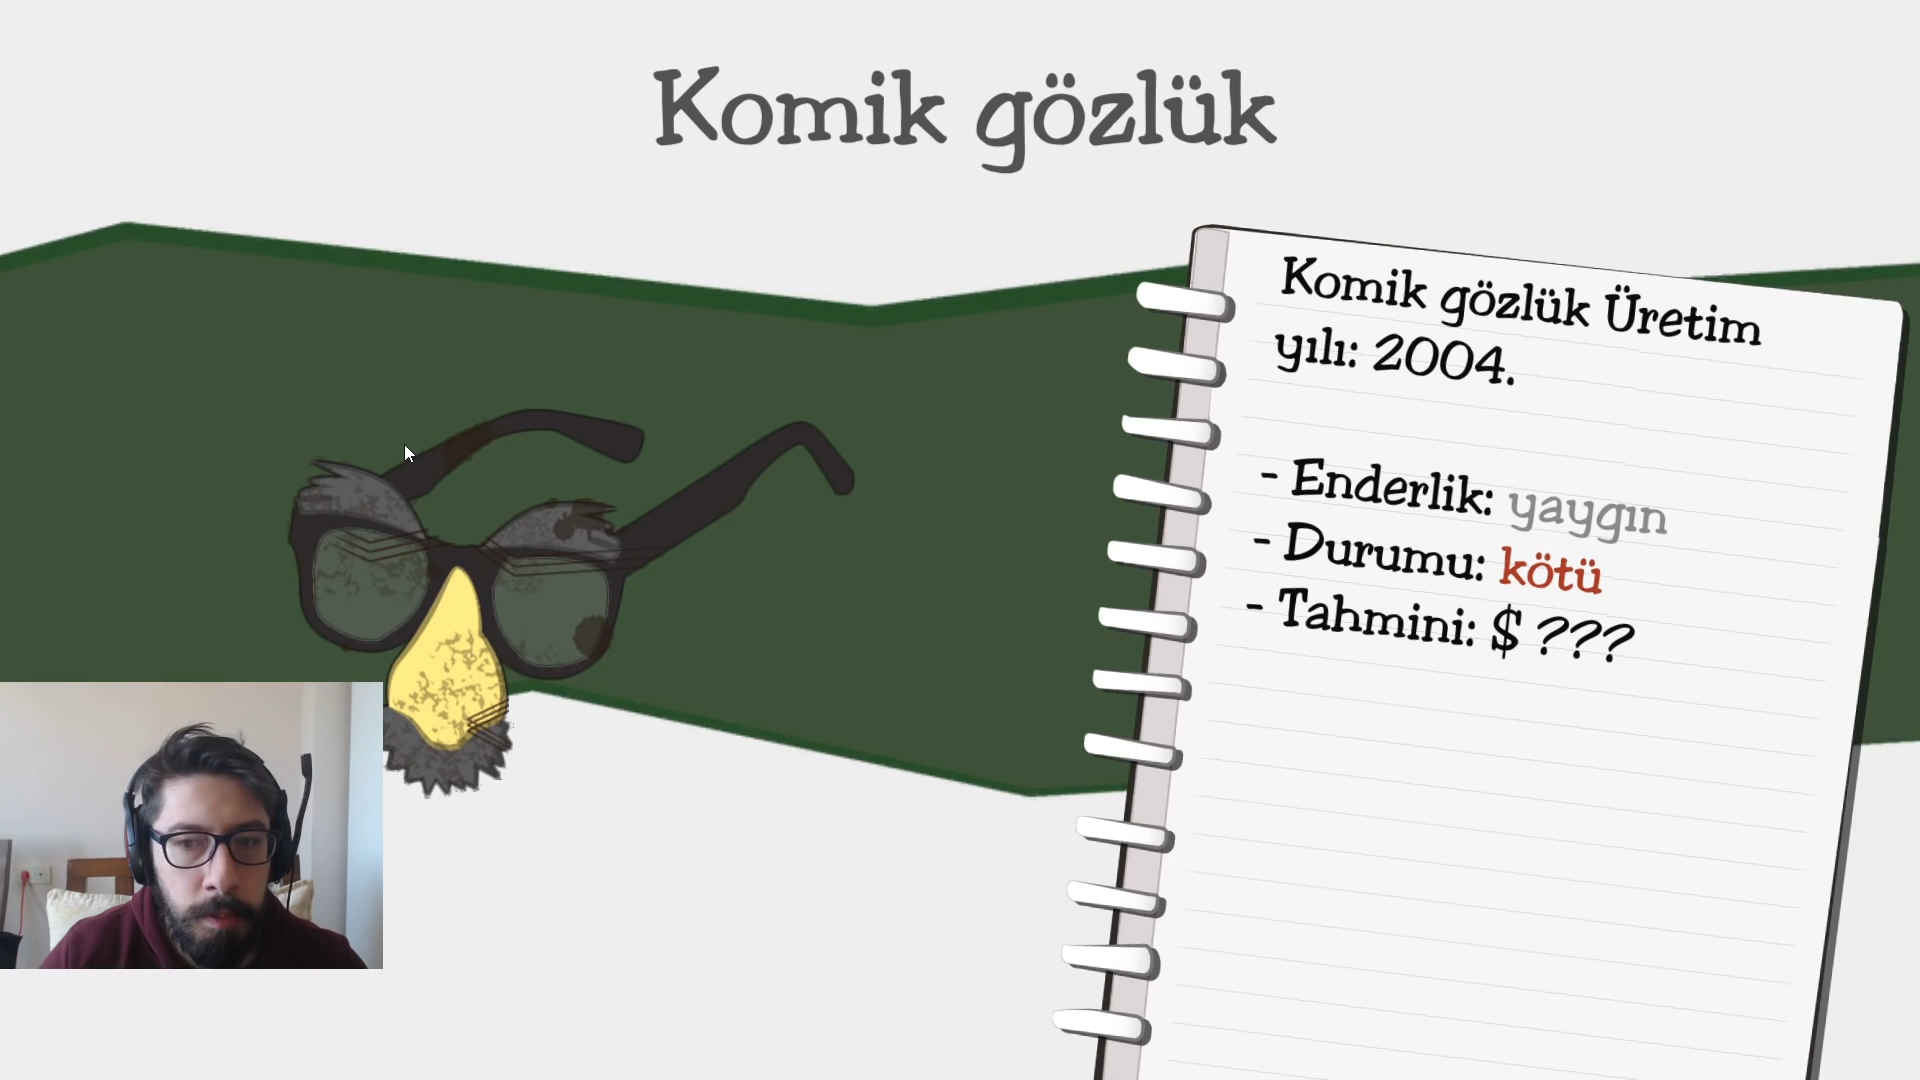 Komik gözlük
Komik gözlük Üretim
yılı: 2004.
- Enderlik: yaygın
- Durumu: kötü
- Tahmini: $ ???